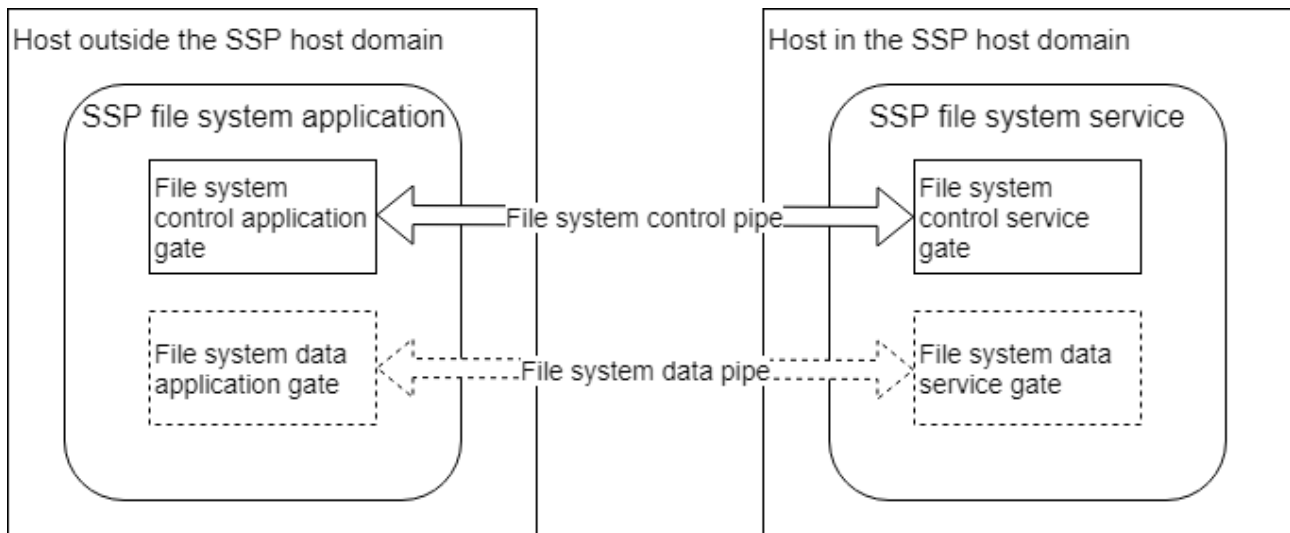 Host outside the SSP host domain
SSP file system application
File system
control application
gate
File system data
application gate
File system control pipe
File system data pipe
Host in the SSP host domain
SSP file system service
File system
control service
gate
File system data
service gate